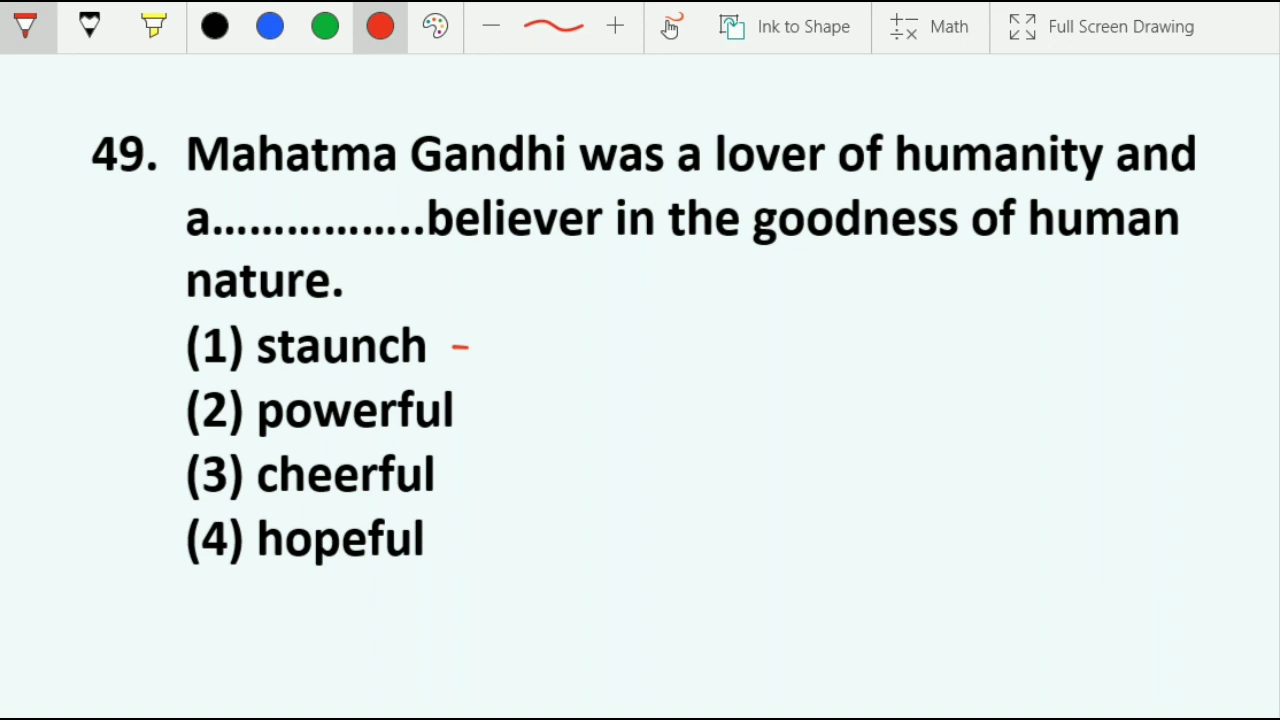 Ink to Shape Math Full Screen Drawing
49. Mahatma Gandhi was a lover of humanity and
a……………..believer in the goodness of human
nature.
(1) staunch -
(2) powerful
(3) cheerful
(4) hopeful